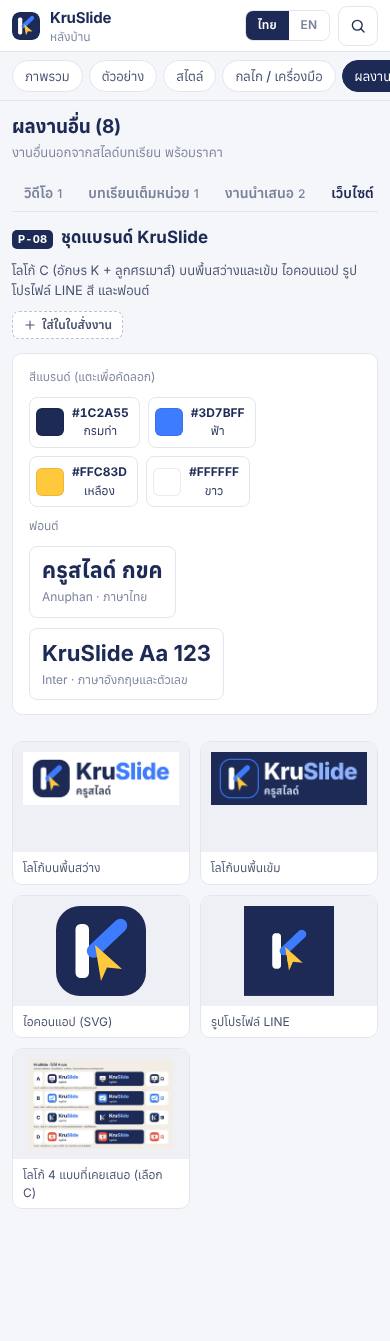 KruSlide
หลังบ้าน
ไทย EN
ภาพรวม ตัวอย่าง สไตล์ กลไก / เครื่องมือ ผลงาน
ผลงานอื่น (8)
งานอื่นนอกจากสไลด์บทเรียน พร้อมราคา
วิดีโอ 1 บทเรียนเต็มหน่วย 1 งานนำเสนอ 2 เว็บไซต์
P-08 ชุดแบรนด์ KruSlide
โลโก้ C (อักษร K + ลูกศรเมาส์) บนพื้นสว่างและเข้ม ไอคอนแอป รูป
โปรไฟล์ LINE สี และฟอนต์
+ ใส่ในใบสั่งงาน
สีแบรนด์ (แตะเพื่อคัดลอก)
#1C2A55 #3D7BFF
กรมท่า ฟ้า
#FFC83D #FFFFFF
เหลือง ขาว
ฟอนต์
ครูสไลด์ กขค
Anuphan · ภาษาไทย
KruSlide Aa 123
Inter · ภาษาอังกฤษและตัวเลข
KruSlide KruSlide
ครูสไลด์ ครูสไลด์
โลโก้บนพื้นสว่าง โลโก้บนพื้นเข้ม
ไอคอนแอป (SVG) รูปโปรไฟล์ LINE
A KruSlide KruSlide
B KruSlide KruSlide
C KruSlide KruSlide
D KruSlide KruSlide
โลโก้ 4 แบบที่เคยเสนอ (เลือก
C)